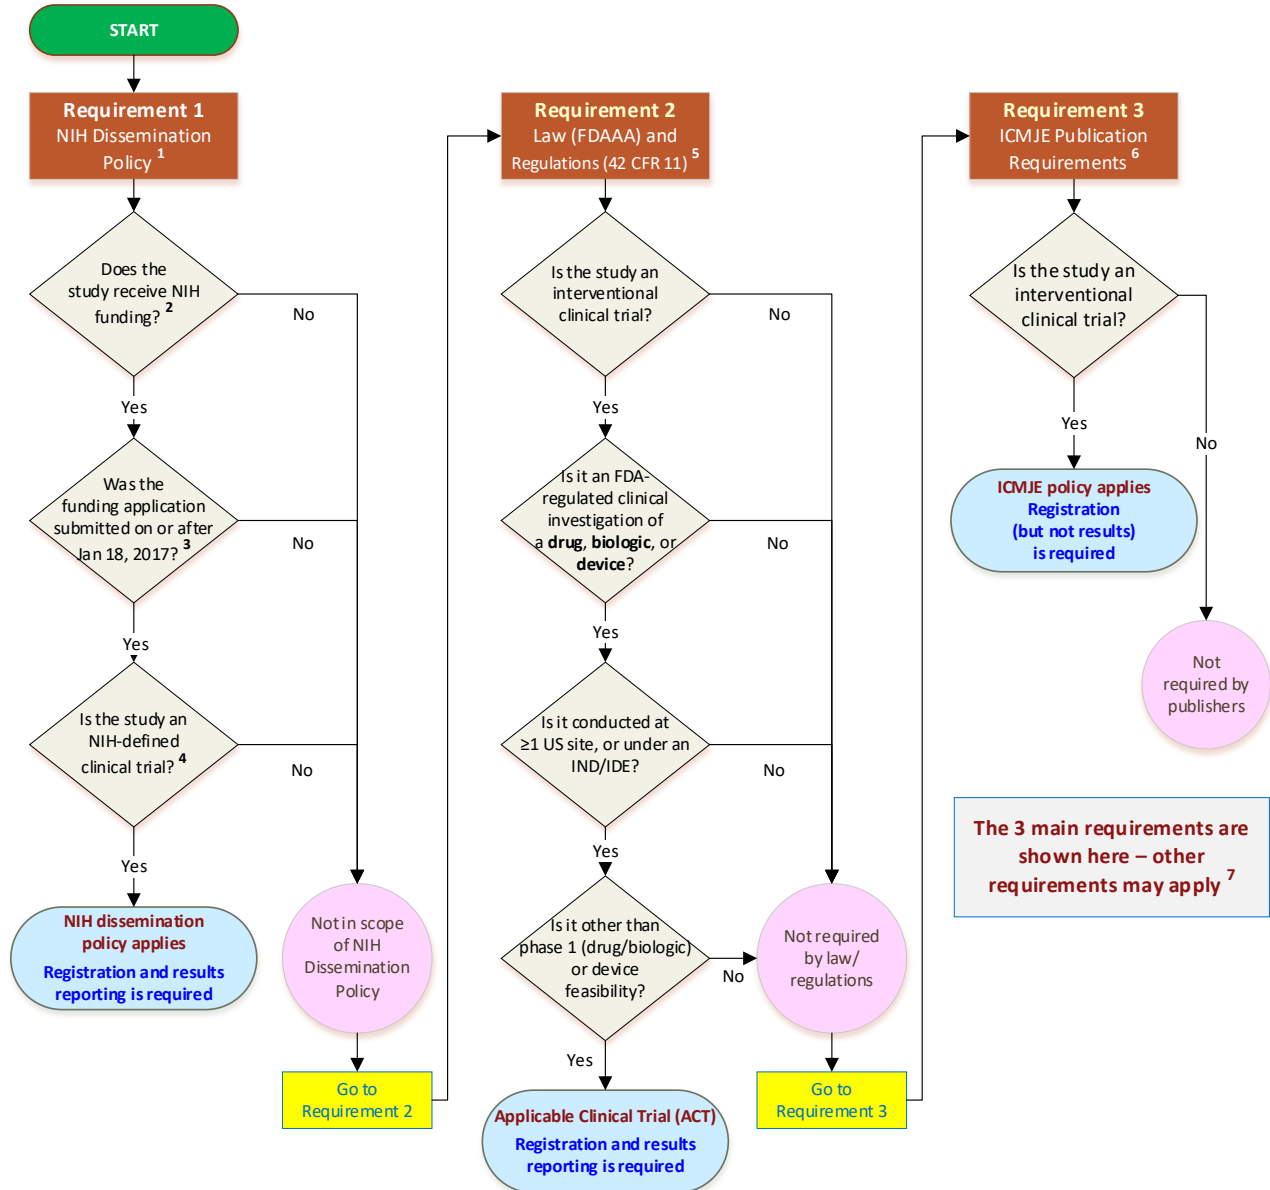 START
Requirement 1
NIH Dissemination
Policy 1
Does the
study receive NIH
funding? 2
No
Yes
Was the
funding application
submitted on or after
Jan 18, 2017? 3
No
Yes
Is the study an
NIH-defined
clinical trial? 4
No
Yes
NIH dissemination
policy applies
Registration and results
reporting is required
Not in scope
of NIH
Dissemination
Policy
Go to
Requirement 2
Requirement 2
Law (FDAAA) and
Regulations (42 CFR 11) 5
Is the study an
interventional
clinical trial?
No
Yes
Is it an FDA-
regulated clinical
investigation of
a drug, biologic, or
device?
No
Yes
Is it conducted at
≥1 US site, or under an
IND/IDE?
No
Yes
Is it other than
phase 1 (drug/biologic)
or device
feasibility?
No
Yes
Applicable Clinical Trial (ACT)
Registration and results
reporting is required
Not required
by law/
regulations
Go to
Requirement 3
Requirement 3
ICMJE Publication
Requirements 6
Is the study an
interventional
clinical trial?
Yes
No
ICMJE policy applies
Registration
(but not results)
is required
Not
required by
publishers
The 3 main requirements are
shown here – other
requirements may apply 7